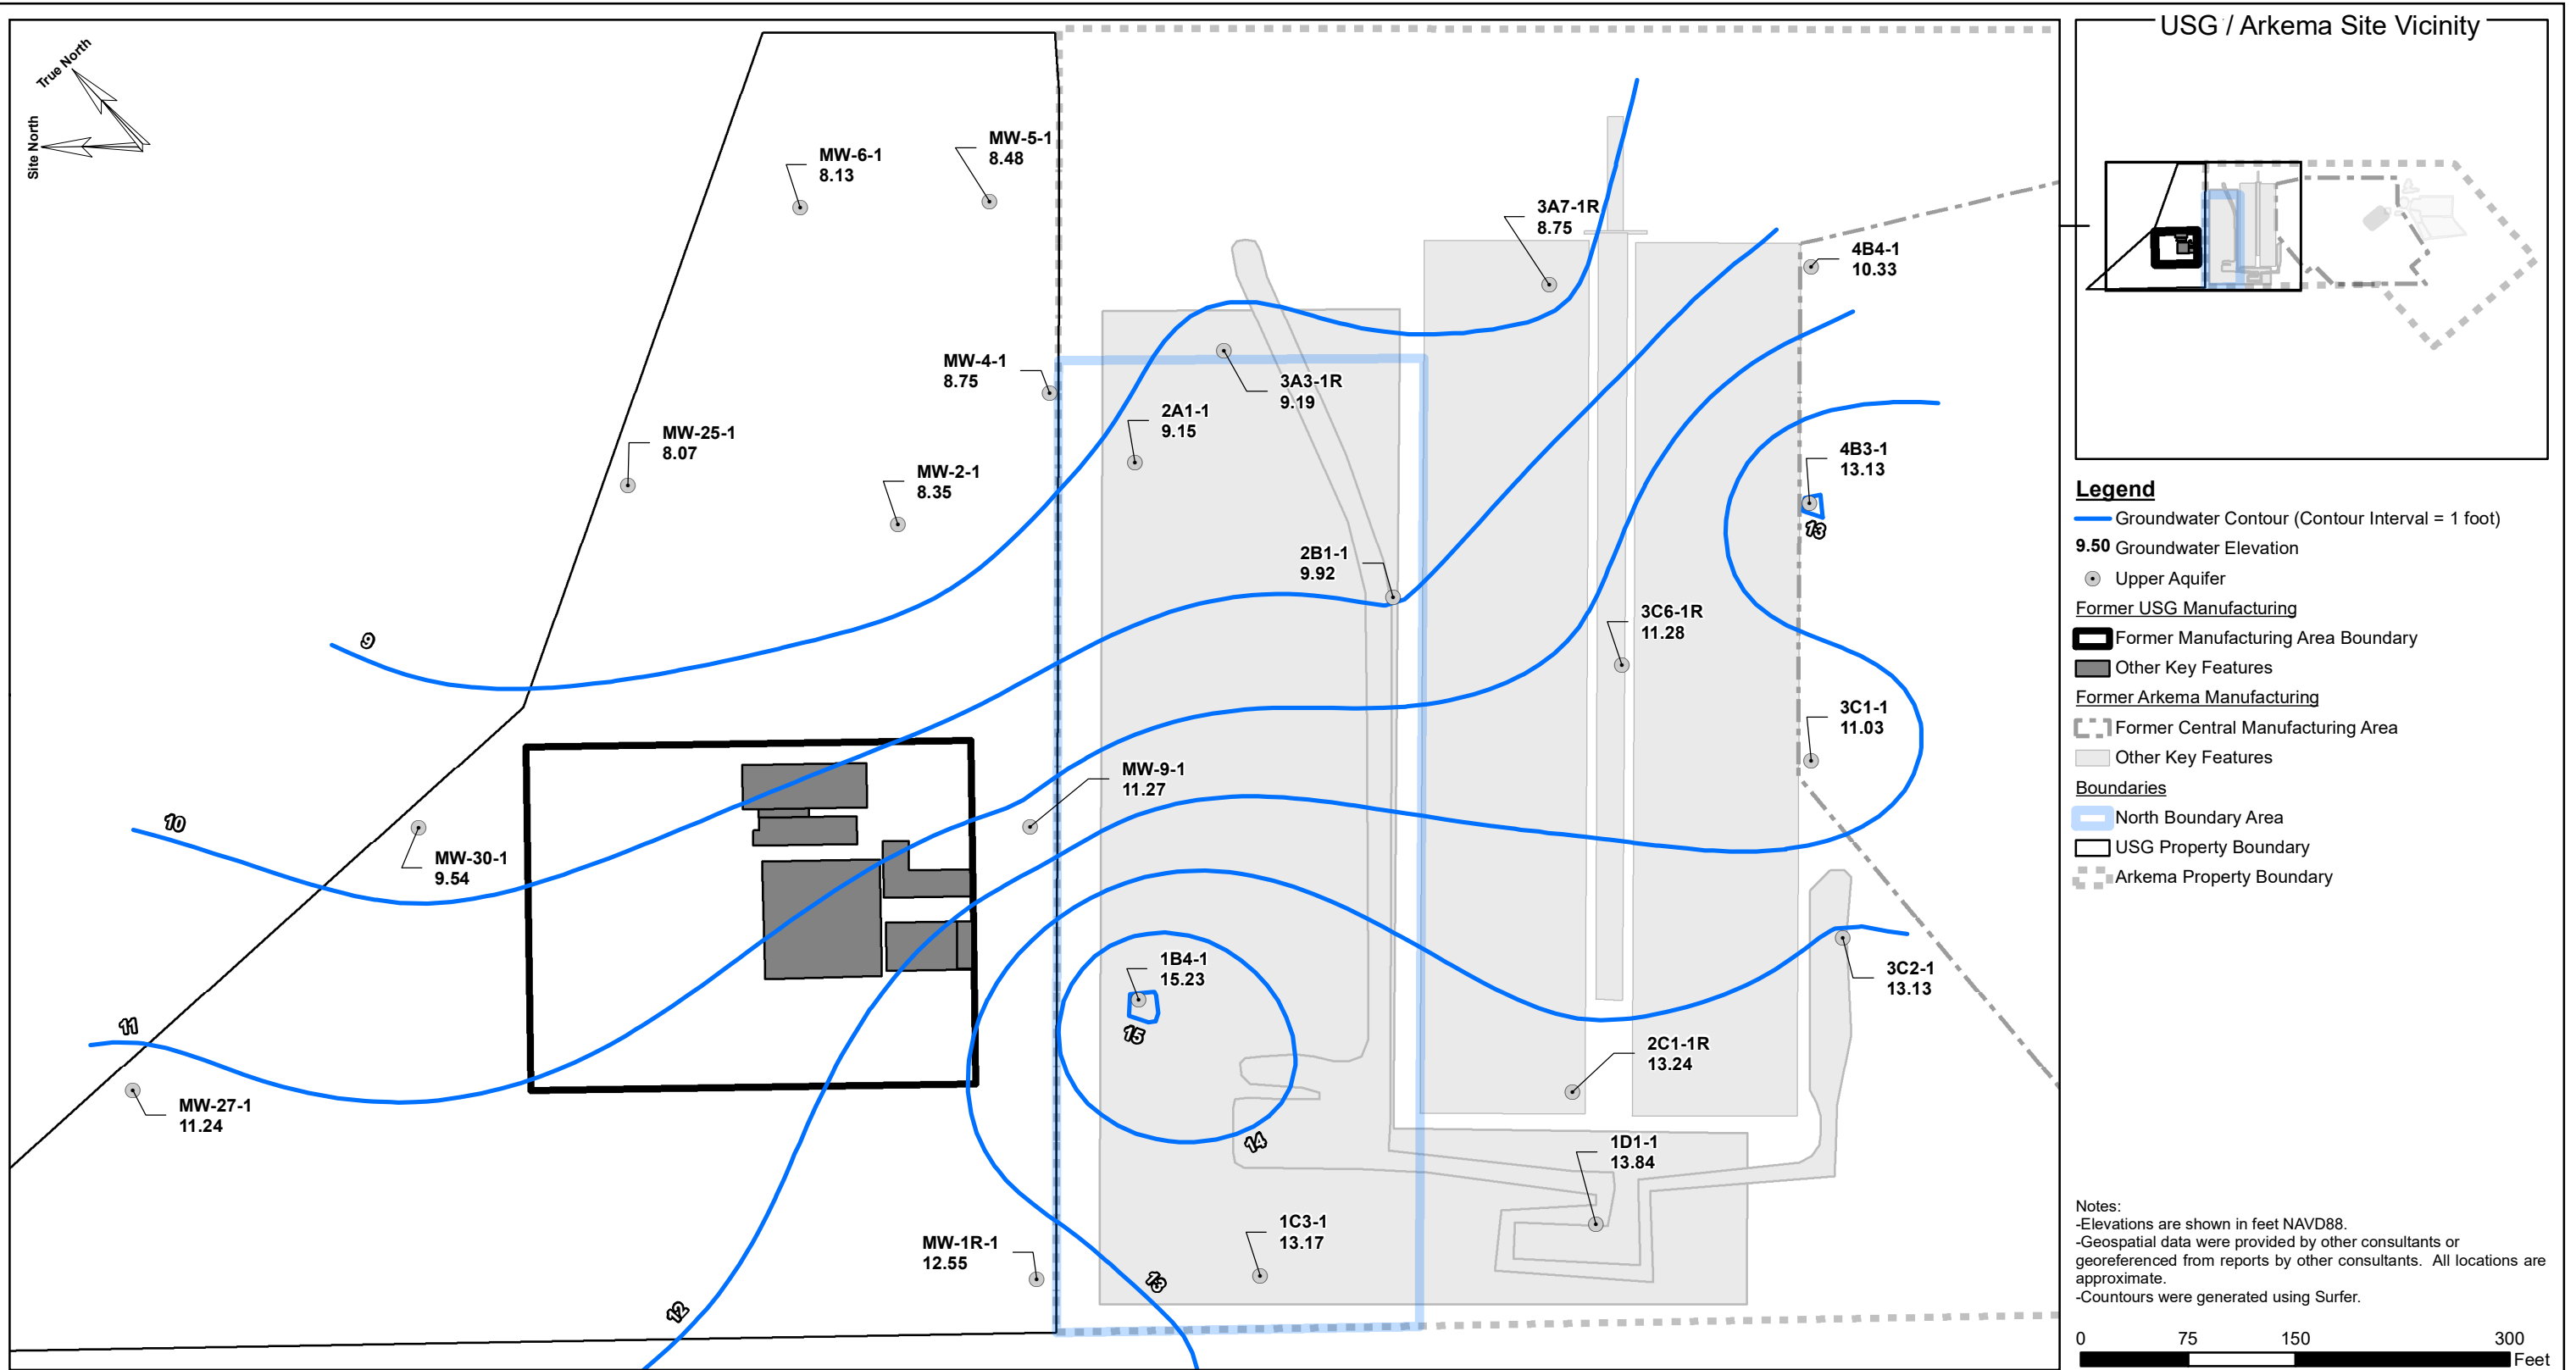 USG / Arkema Site Vicinity
True North
Site North
MW-6-1
8.13
MW-5-1
8.48
3A7-1R
8.75
4B4-1
10.33
MW-4-1
8.75
3A3-1R
9.19
2A1-1
9.15
MW-25-1
8.07
MW-2-1
8.35
4B3-1
13.13
13
2B1-1
9.92
3C6-1R
11.28
9
3C1-1
11.03
MW-9-1
11.27
10
MW-30-1
9.54
1B4-1
15.23
15
3C2-1
13.13
11
MW-27-1
11.24
2C1-1R
13.24
14
1D1-1
13.84
1C3-1
13.17
MW-1R-1
12.55
13
12
Legend
Groundwater Contour (Contour Interval = 1 foot)
9.50 Groundwater Elevation
Upper Aquifer
Former USG Manufacturing
Former Manufacturing Area Boundary
Other Key Features
Former Arkema Manufacturing
Former Central Manufacturing Area
Other Key Features
Boundaries
North Boundary Area
USG Property Boundary
Arkema Property Boundary
Notes:
-Elevations are shown in feet NAVD88.
-Geospatial data were provided by other consultants or
georeferenced from reports by other consultants. All locations are
approximate.
-Countours were generated using Surfer.
0 75 150 300
Feet